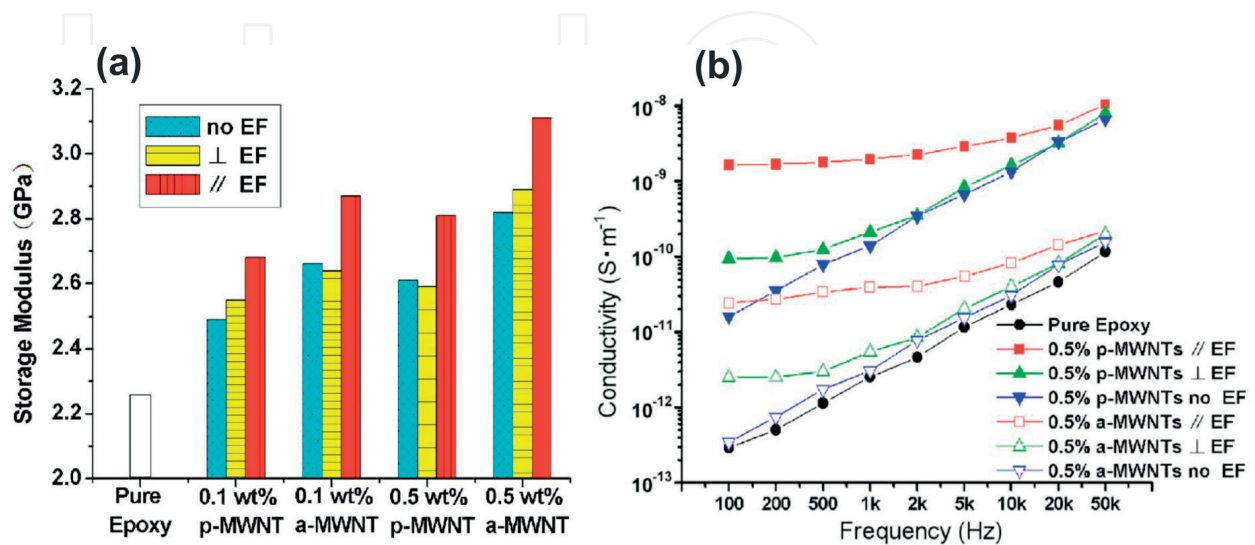 (a)
Storage Modulus (GPa)
3.2
3.0
2.8
2.6
2.4
2.2
2.0
no EF
⊥ EF
// EF
Pure Epoxy
0.1 wt% p-MWNT
0.1 wt% a-MWNT
0.5 wt% p-MWNT
0.5 wt% a-MWNT
(b)
Conductivity (S·m⁻¹)
10⁻⁸
10⁻⁹
10⁻¹⁰
10⁻¹¹
10⁻¹²
10⁻¹³
Pure Epoxy
0.5% p-MWNTs // EF
0.5% p-MWNTs ⊥ EF
0.5% p-MWNTs no EF
0.5% a-MWNTs // EF
0.5% a-MWNTs ⊥ EF
0.5% a-MWNTs no EF
100 200 500 1k 2k 5k 10k 20k 50k
Frequency (Hz)